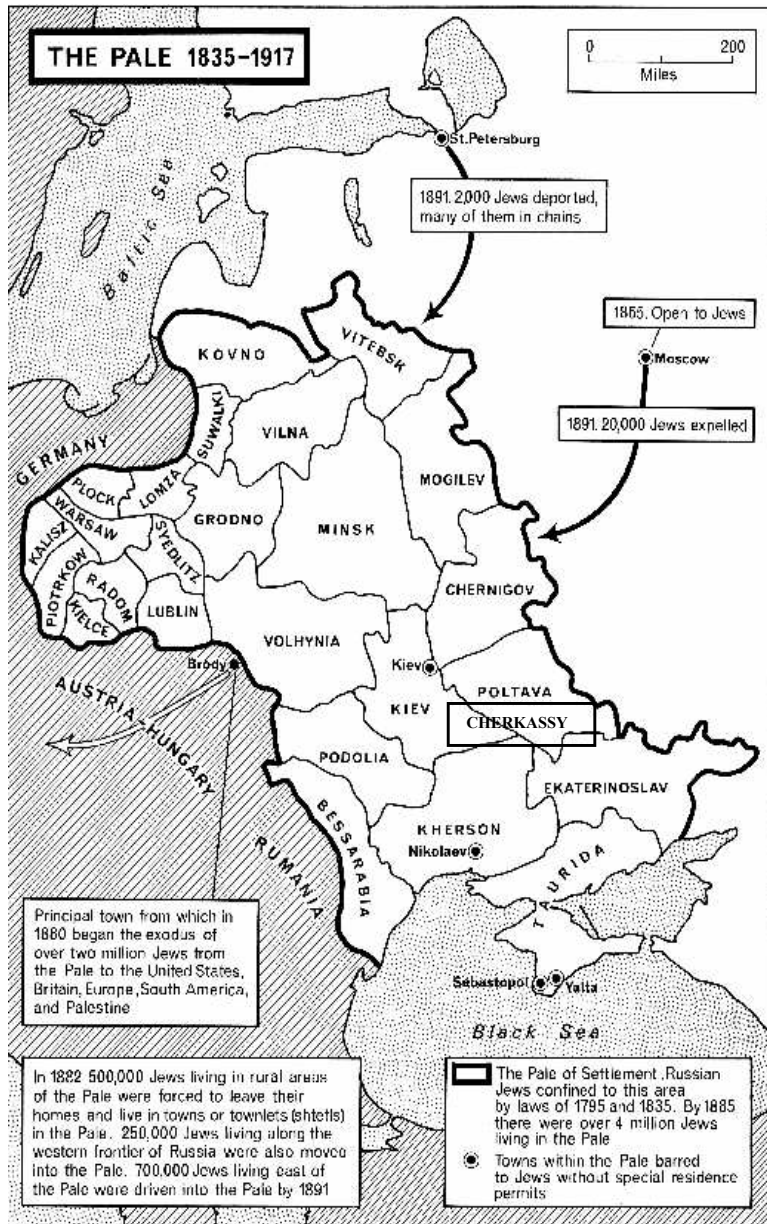 THE PALE 1835-1917
0 200
Miles
St. Petersburg
1891. 2,000 Jews deported,
many of them in chains
Baltic Sea
1865. Open to Jews
Moscow
1891. 20,000 Jews expelled
VITEBSK
KOVNO
SUWALKI
VILNA
GERMANY
MOGILEV
PLOCK
LOMZA
GRODNO
MINSK
WARSAW
KALISZ
SYEDLITZ
PIOTRKOW
RADOM
KIELCE
LUBLIN
CHERNIGOV
VOLHYNIA
Brody
Kiev
KIEV
POLTAVA
CHERKASSY
AUSTRIA-HUNGARY
PODOLIA
EKATERINOSLAV
BESSARABIA
KHERSON
Nikolaev
RUMANIA
TAURIDA
Sebastopol
Yalta
Black Sea
Principal town from which in
1880 began the exodus of
over two million Jews from
the Pale to the United States,
Britain, Europe, South America,
and Palestine
In 1882 500,000 Jews living in rural areas
of the Pale were forced to leave their
homes and live in towns or townlets (shtetls)
in the Pale. 250,000 Jews living along the
western frontier of Russia were also moved
into the Pale. 700,000 Jews living east of
the Pale were driven into the Pale by 1891
The Pale of Settlement. Russian
Jews confined to this area
by laws of 1795 and 1835. By 1885
there were over 4 million Jews
living in the Pale
Towns within the Pale barred
to Jews without special residence
permits